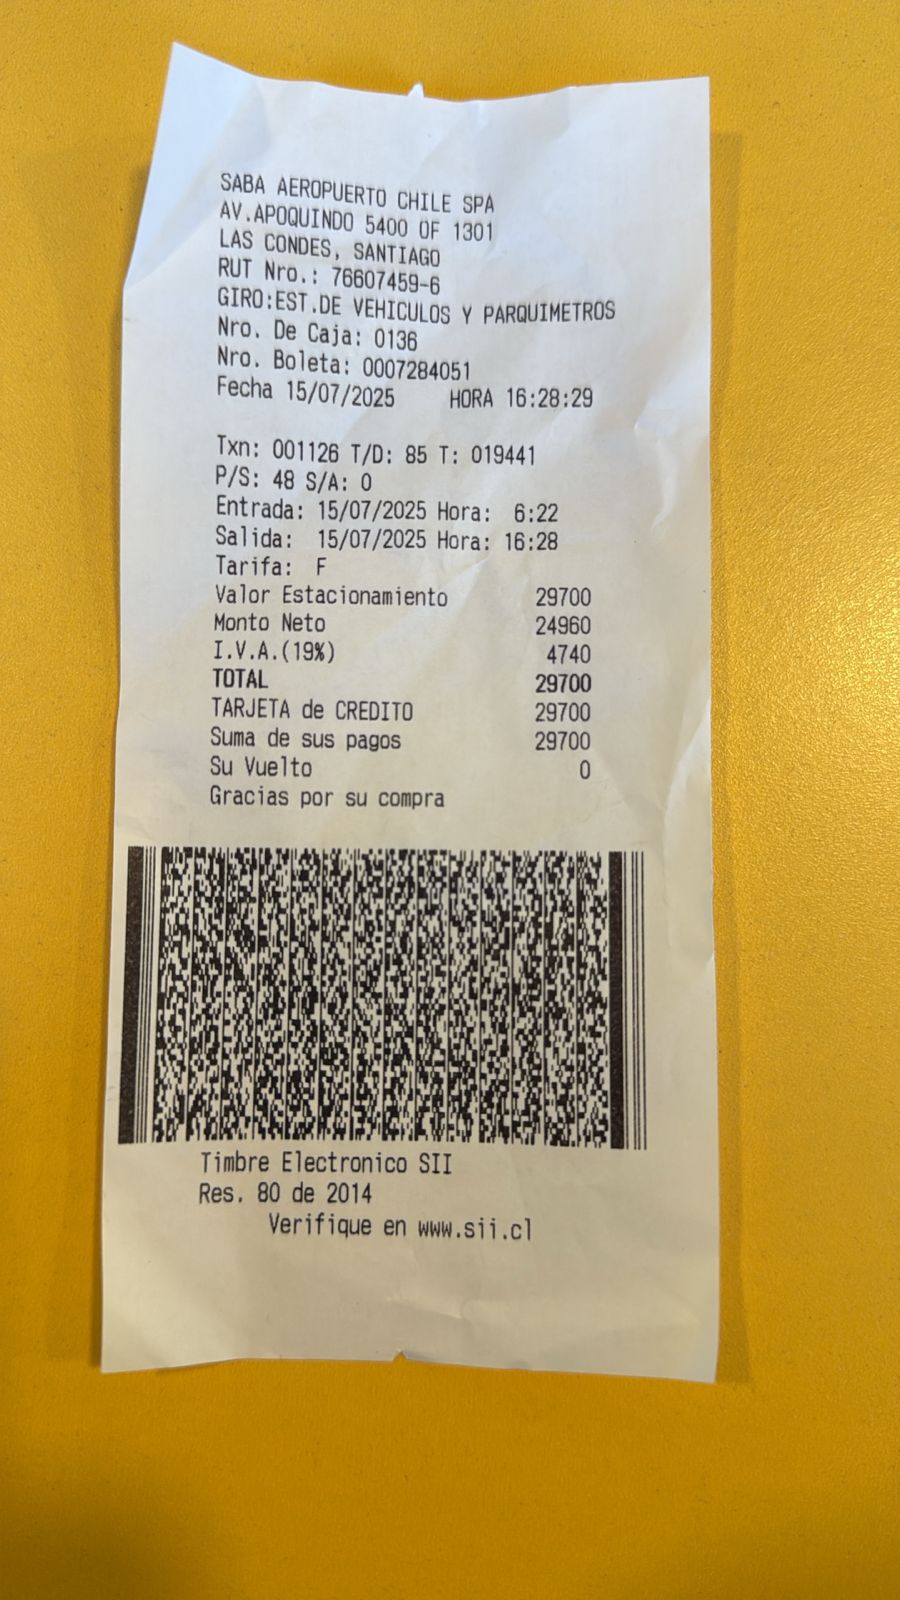 SABA AEROPUERTO CHILE SPA
AV.APOQUINDO 5400 OF 1301
LAS CONDES, SANTIAGO
RUT Nro.: 76607459-6
GIRO:EST.DE VEHICULOS Y PARQUIMETROS
Nro. De Caja: 0136
Nro. Boleta: 0007284051
Fecha 15/07/2025 HORA 16:28:29
Txn: 001126 T/D: 85 T: 019441
P/S: 48 S/A: 0
Entrada: 15/07/2025 Hora: 6:22
Salida: 15/07/2025 Hora: 16:28
Tarifa: F
Valor Estacionamiento 29700
Monto Neto 24960
I.V.A.(19%) 4740
TOTAL 29700
TARJETA de CREDITO 29700
Suma de sus pagos 29700
Su Vuelto 0
Gracias por su compra
Timbre Electronico SII
Res. 80 de 2014
Verifique en www.sii.cl